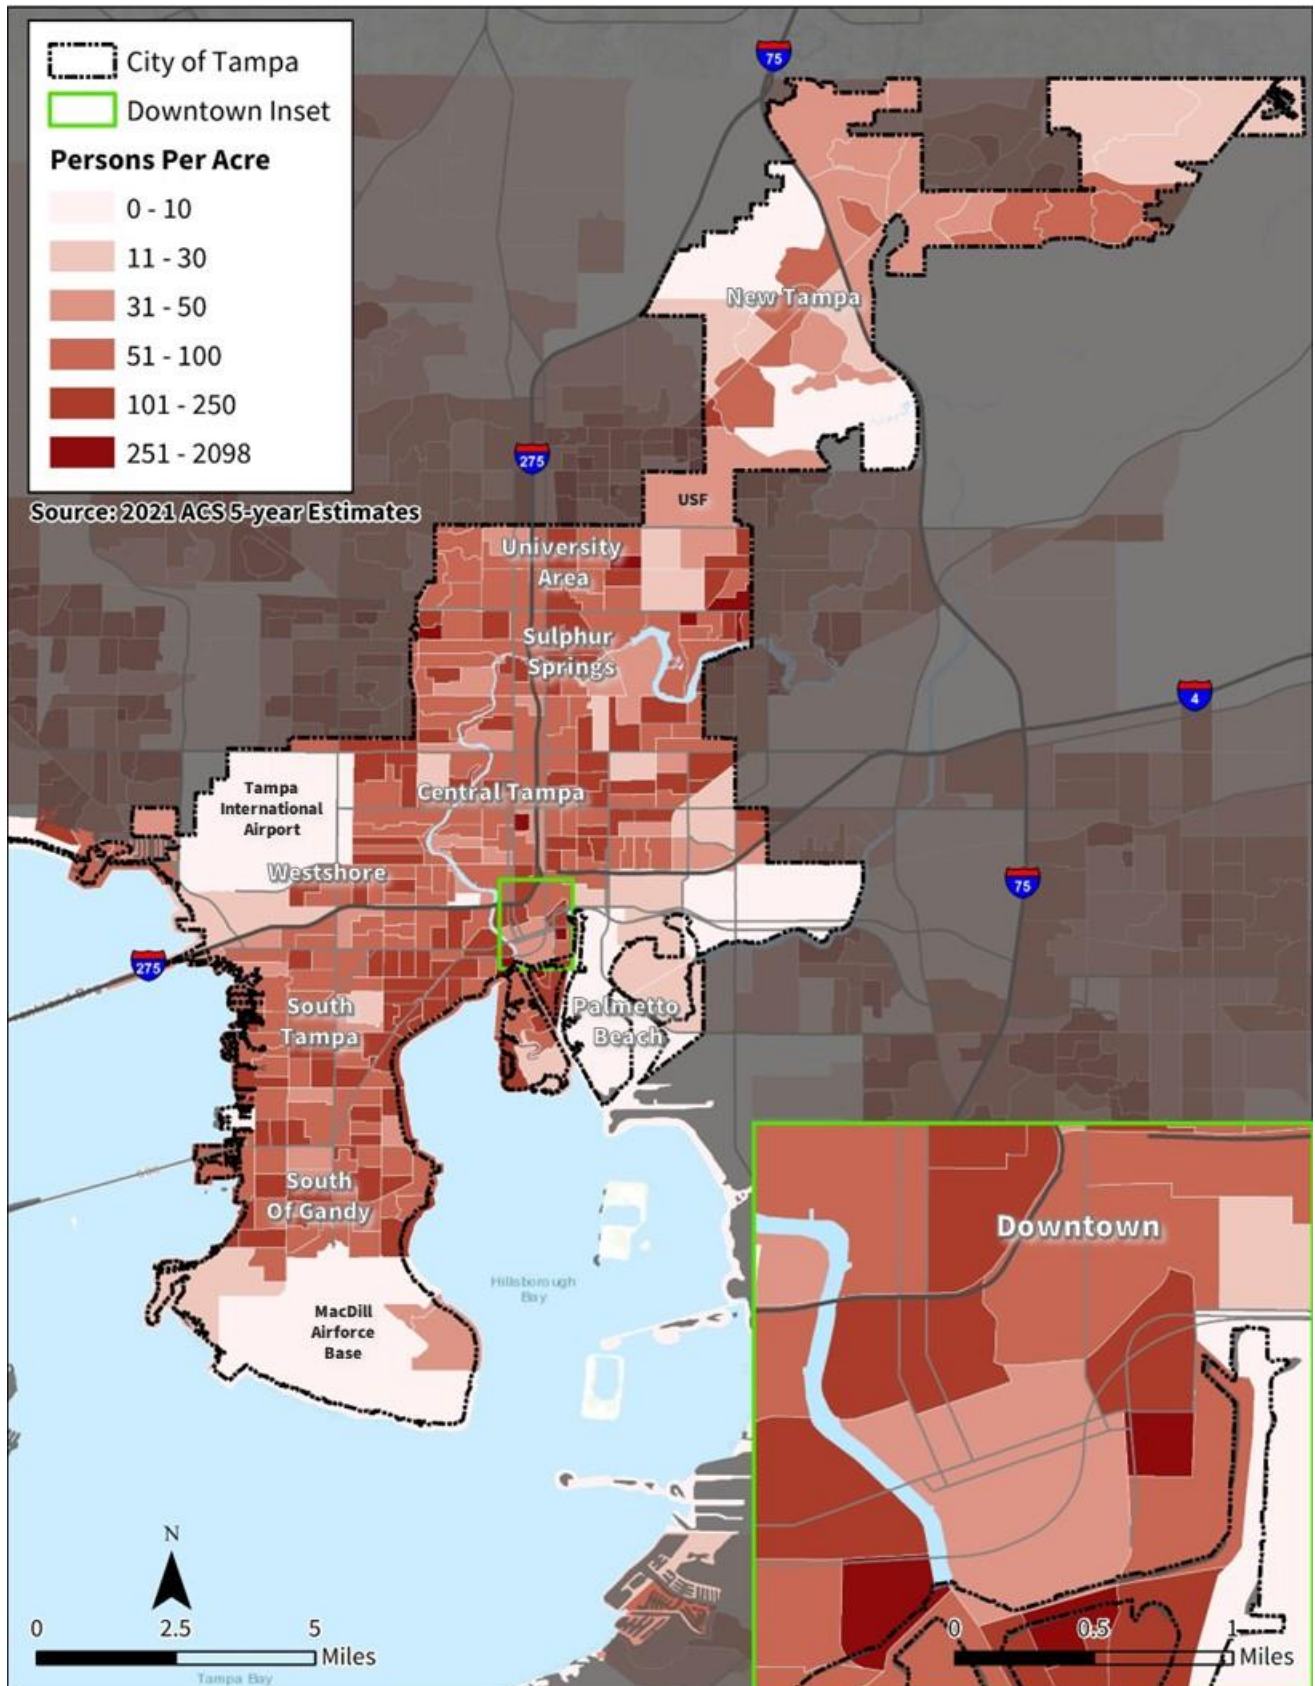 City of Tampa
Downtown Inset
Persons Per Acre
0 - 10
11 - 30
31 - 50
51 - 100
101 - 250
251 - 2098
Source: 2021 ACS 5-year Estimates
75
275
New Tampa
USF
University
Area
Sulphur
Springs
4
Tampa
International
Airport
Central Tampa
Westshore
75
275
South
Tampa
Palmetto
Beach
South
Of Gandy
Hillsborough
Bay
MacDill
Airforce
Base
Downtown
N
0 2.5 5
Miles
Tampa Bay
0 0.5 1
Miles